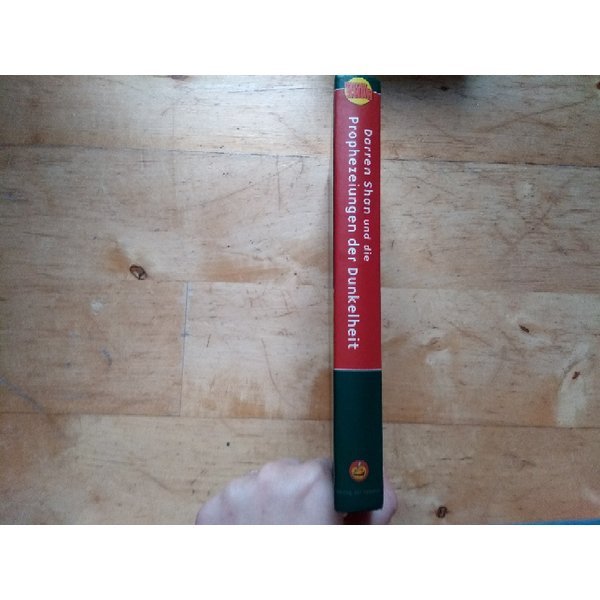 Darren Shan und die
Prophezeiungen der Dunkelheit